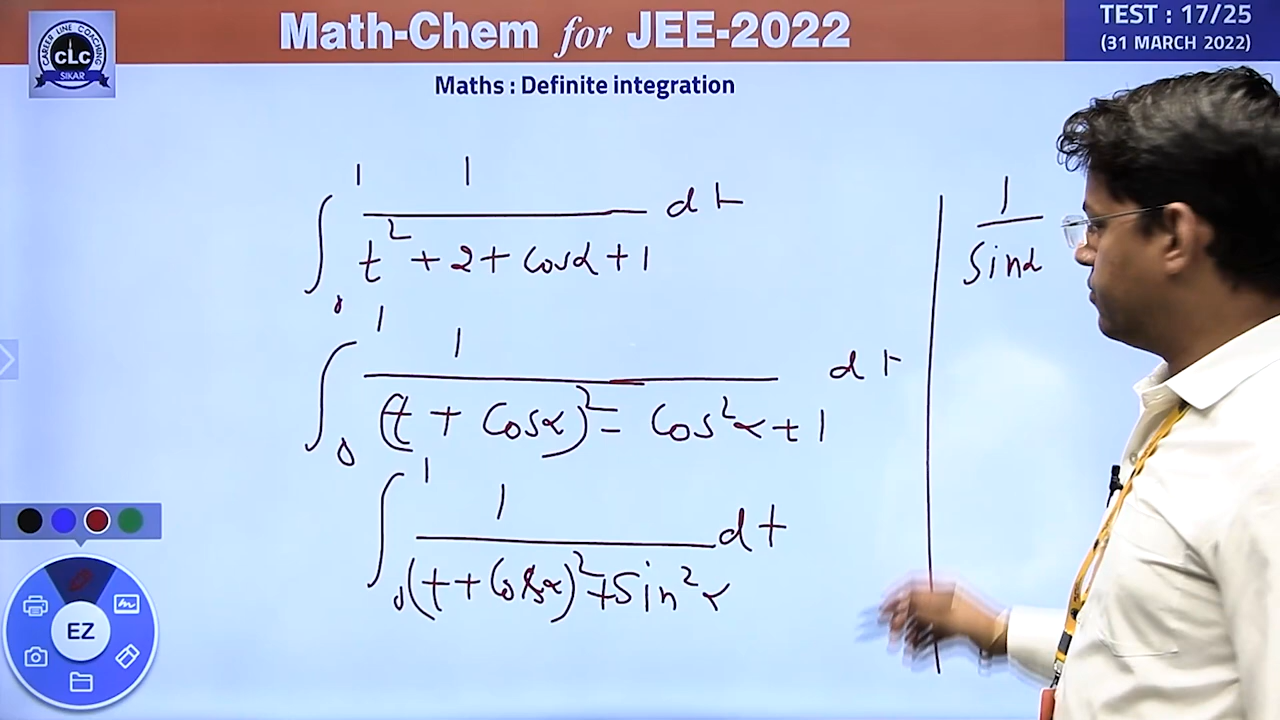 Math-Chem for JEE-2022
TEST : 17/25
(31 MARCH 2022)
CAREER LINE COACHING
CLC
SIKAR
Maths : Definite integration
∫₀¹ 1/(t² + 2 + cosα + 1) dt
∫₀¹ 1/((t + cosα)² - cos²α + 1) dt
∫₀¹ 1/((t + cosα)² + sin²α) dt
1/sinα
EZ